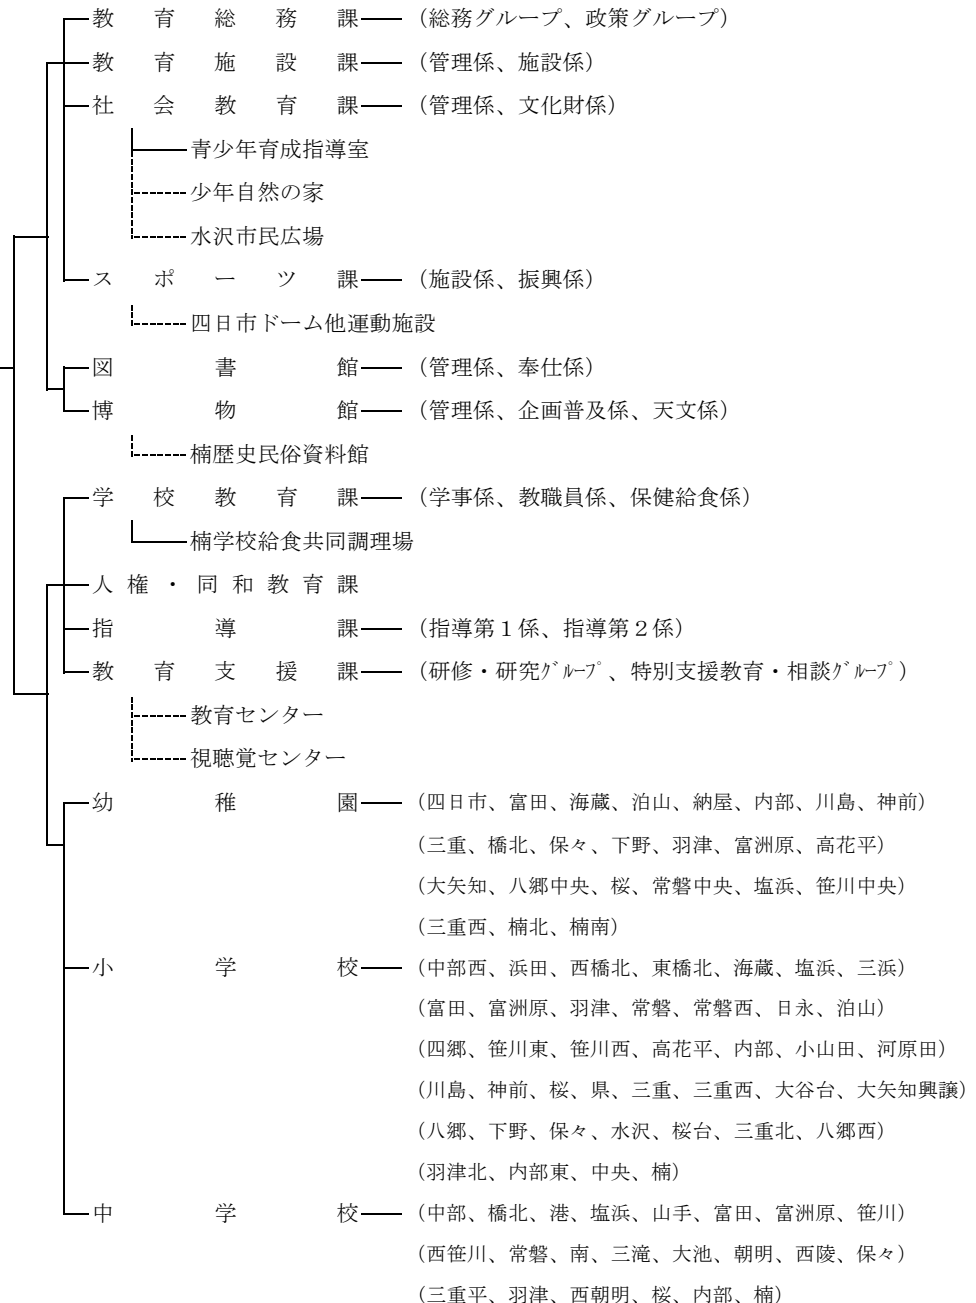 教育総務課（総務グループ、政策グループ）
教育施設課（管理係、施設係）
社会教育課（管理係、文化財係）
青少年育成指導室
少年自然の家
水沢市民広場
スポーツ課（施設係、振興係）
四日市ドーム他運動施設
図書館（管理係、奉仕係）
博物館（管理係、企画普及係、天文係）
楠歴史民俗資料館
学校教育課（学事係、教職員係、保健給食係）
楠学校給食共同調理場
人権・同和教育課
指導課（指導第１係、指導第２係）
教育支援課（研修・研究ｸﾞﾙｰﾌﾟ、特別支援教育・相談ｸﾞﾙｰﾌﾟ）
教育センター
視聴覚センター
幼稚園（四日市、富田、海蔵、泊山、納屋、内部、川島、神前）
（三重、橋北、保々、下野、羽津、富洲原、高花平）
（大矢知、八郷中央、桜、常磐中央、塩浜、笹川中央）
（三重西、楠北、楠南）
小学校（中部西、浜田、西橋北、東橋北、海蔵、塩浜、三浜）
（富田、富洲原、羽津、常磐、常磐西、日永、泊山）
（四郷、笹川東、笹川西、高花平、内部、小山田、河原田）
（川島、神前、桜、県、三重、三重西、大谷台、大矢知興譲）
（八郷、下野、保々、水沢、桜台、三重北、八郷西）
（羽津北、内部東、中央、楠）
中学校（中部、橋北、港、塩浜、山手、富田、富洲原、笹川）
（西笹川、常磐、南、三滝、大池、朝明、西陵、保々）
（三重平、羽津、西朝明、桜、内部、楠）